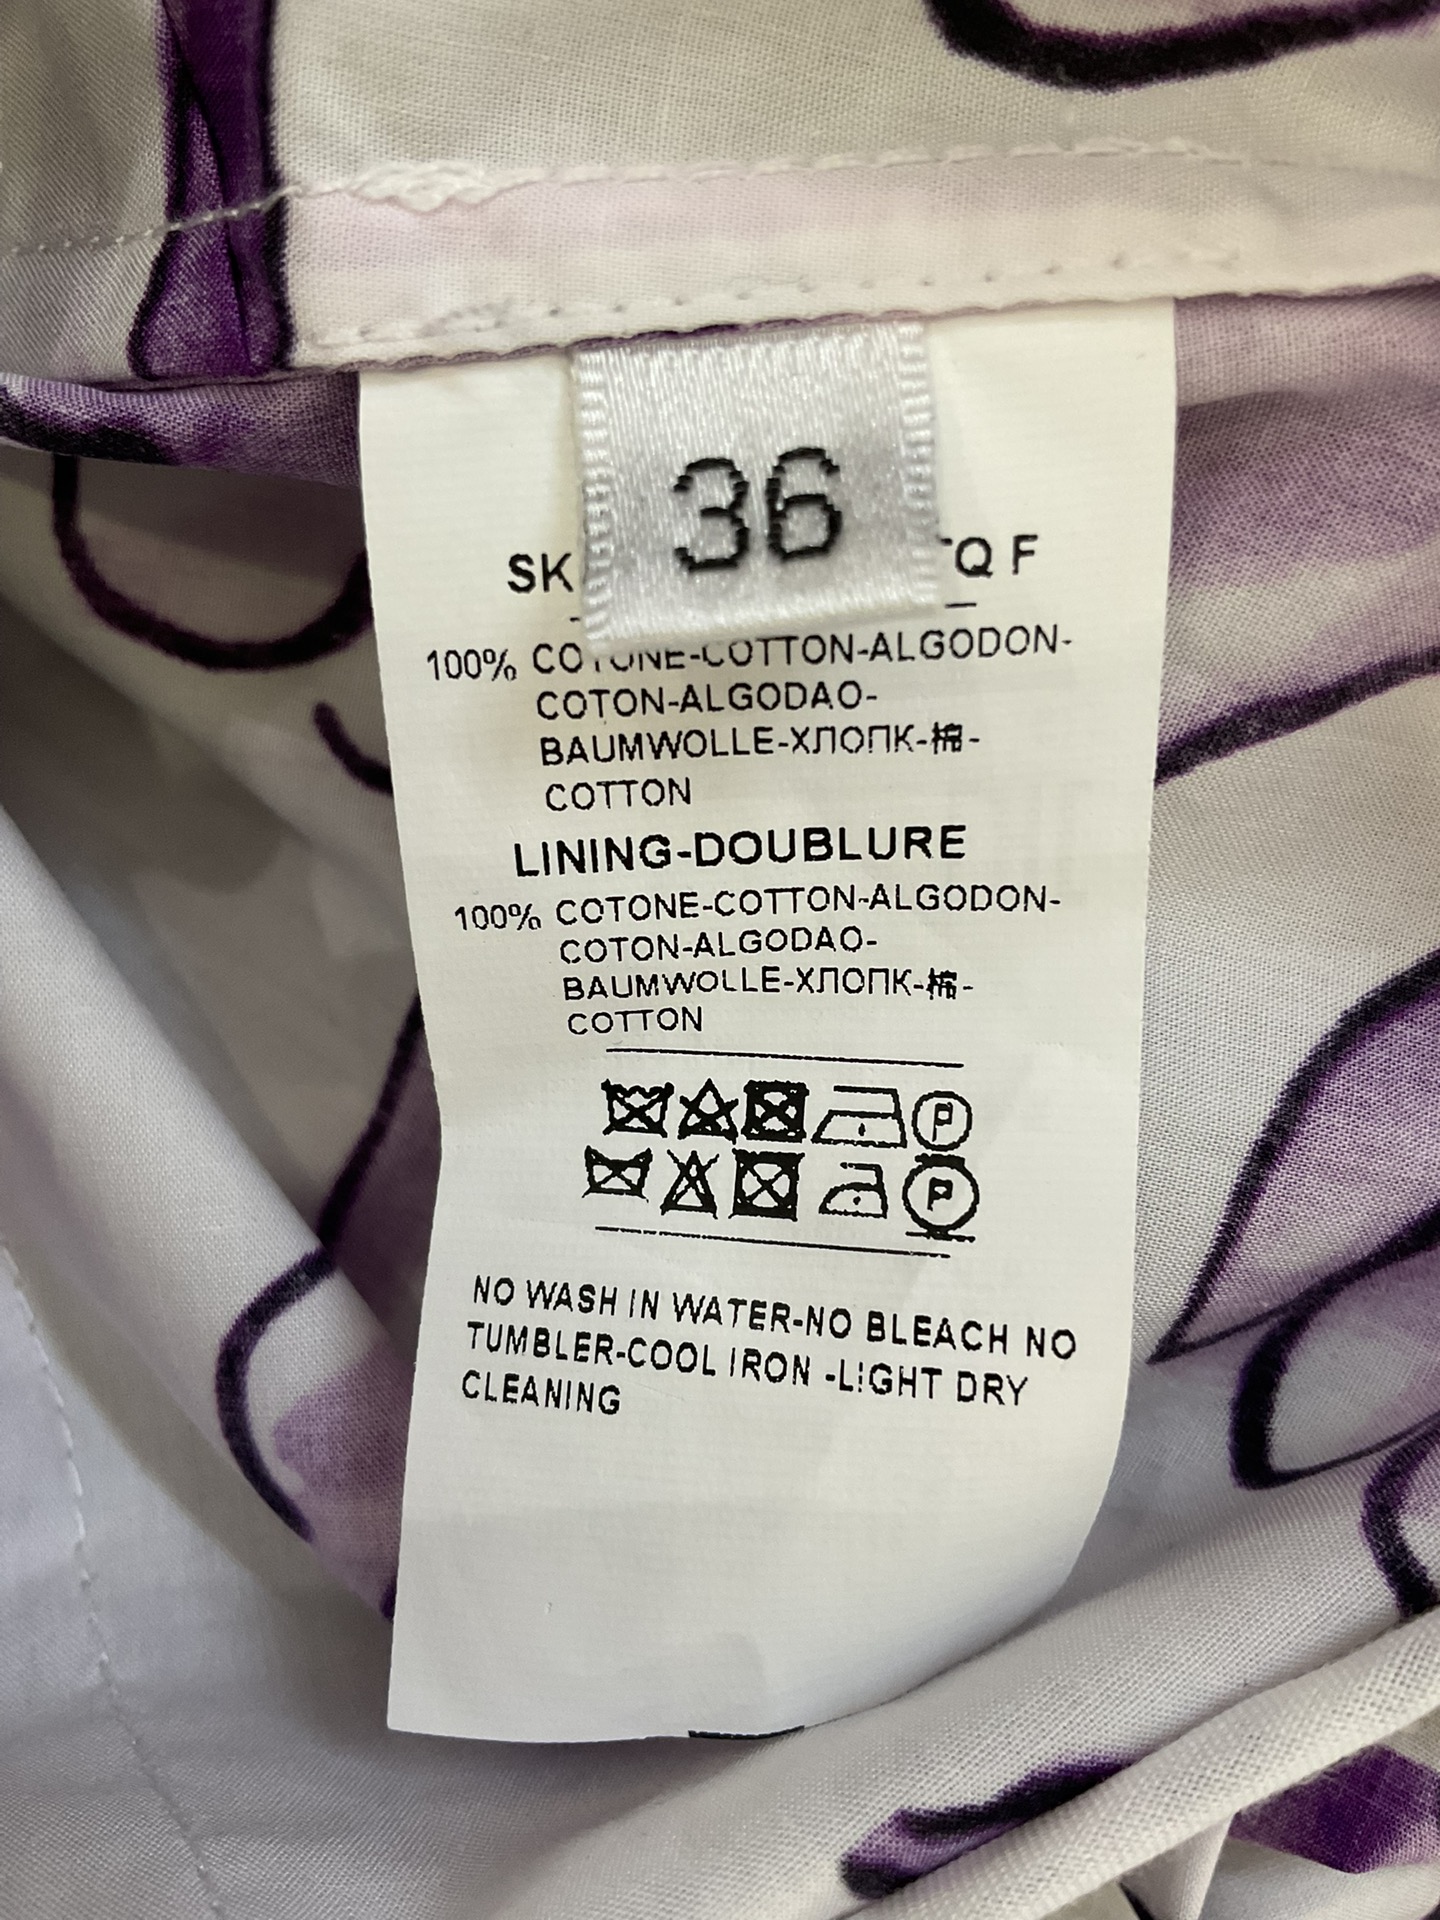 36
SK
Q F
100% COTONE-COTTON-ALGODON-
COTON-ALGODAO-
BAUMWOLLE-ХЛОПК-棉-
COTTON
LINING-DOUBLURE
100% COTONE-COTTON-ALGODON-
COTON-ALGODAO-
BAUMWOLLE-ХЛОПК-棉-
COTTON
P
P
NO WASH IN WATER-NO BLEACH NO
TUMBLER-COOL IRON -LIGHT DRY
CLEANING